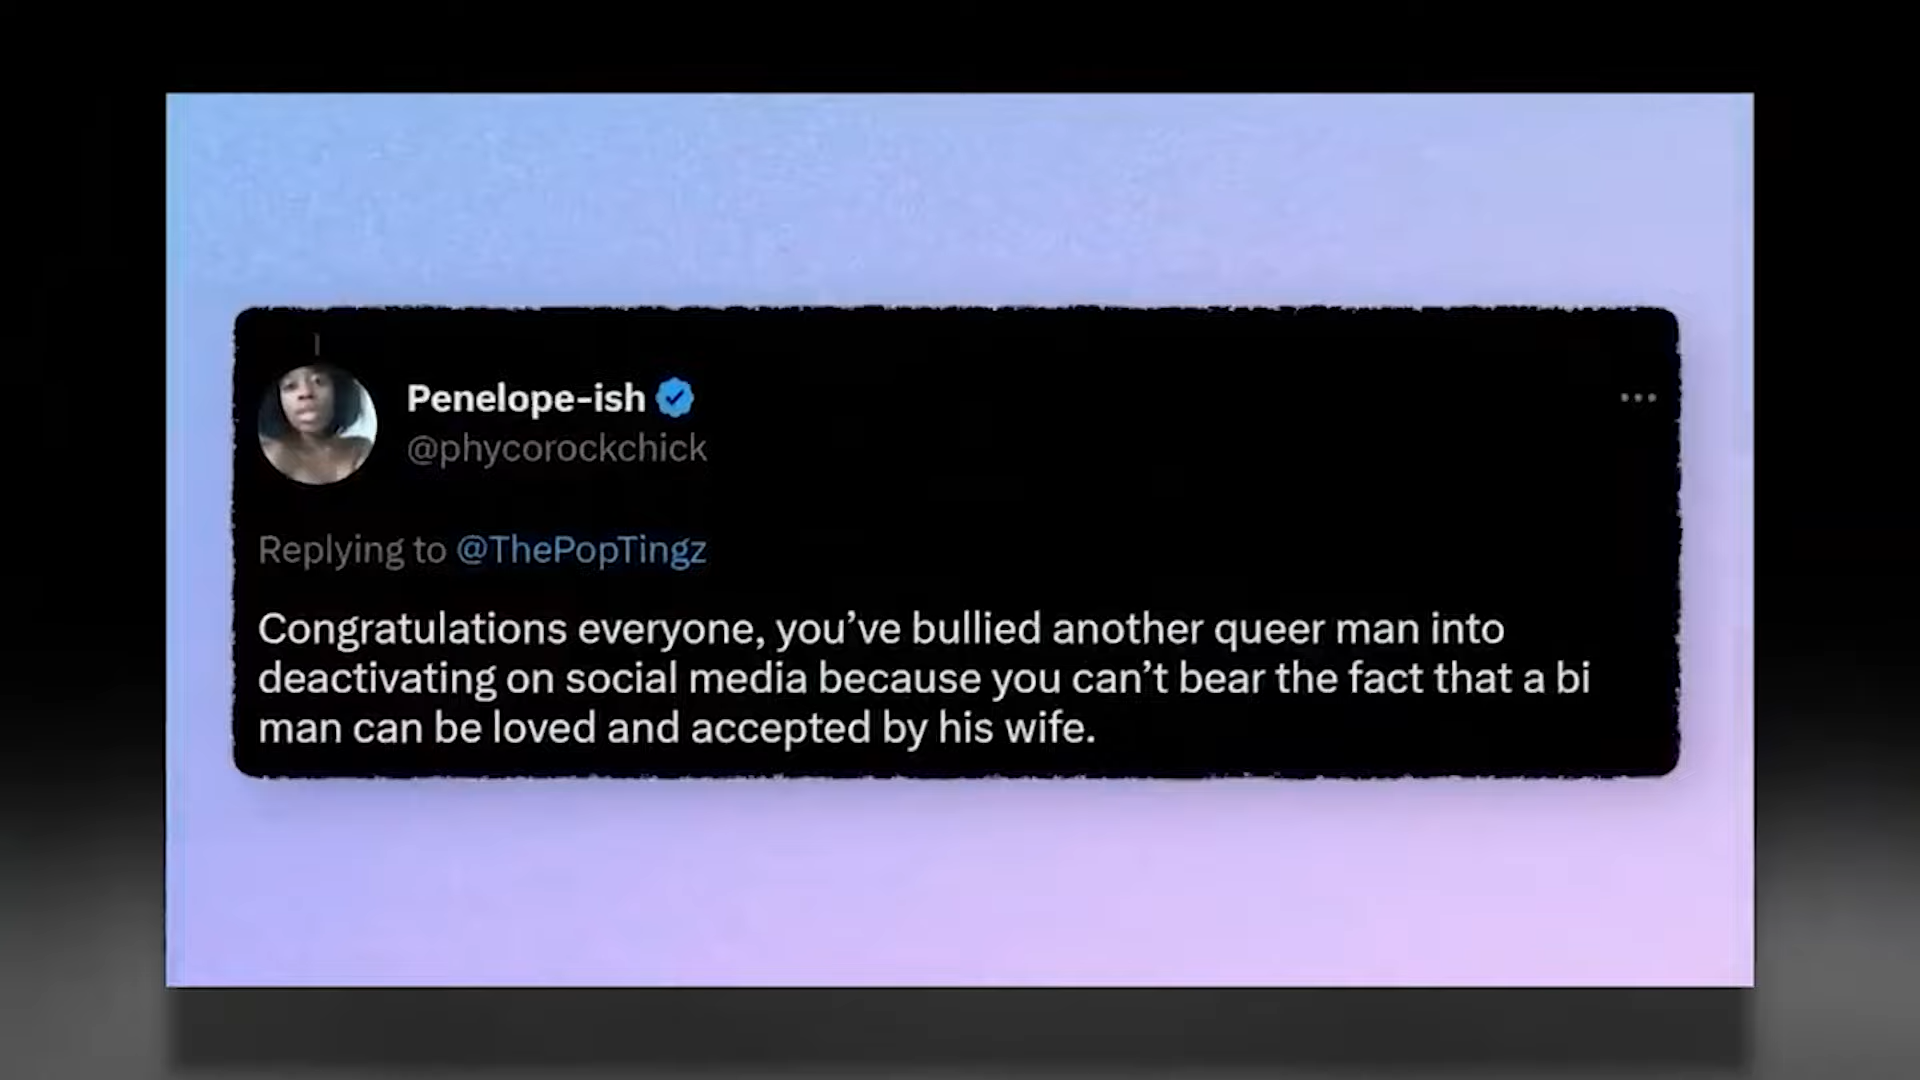 Penelope-ish
@phycorockchick
Replying to @ThePopTingz
Congratulations everyone, you’ve bullied another queer man into
deactivating on social media because you can’t bear the fact that a bi
man can be loved and accepted by his wife.